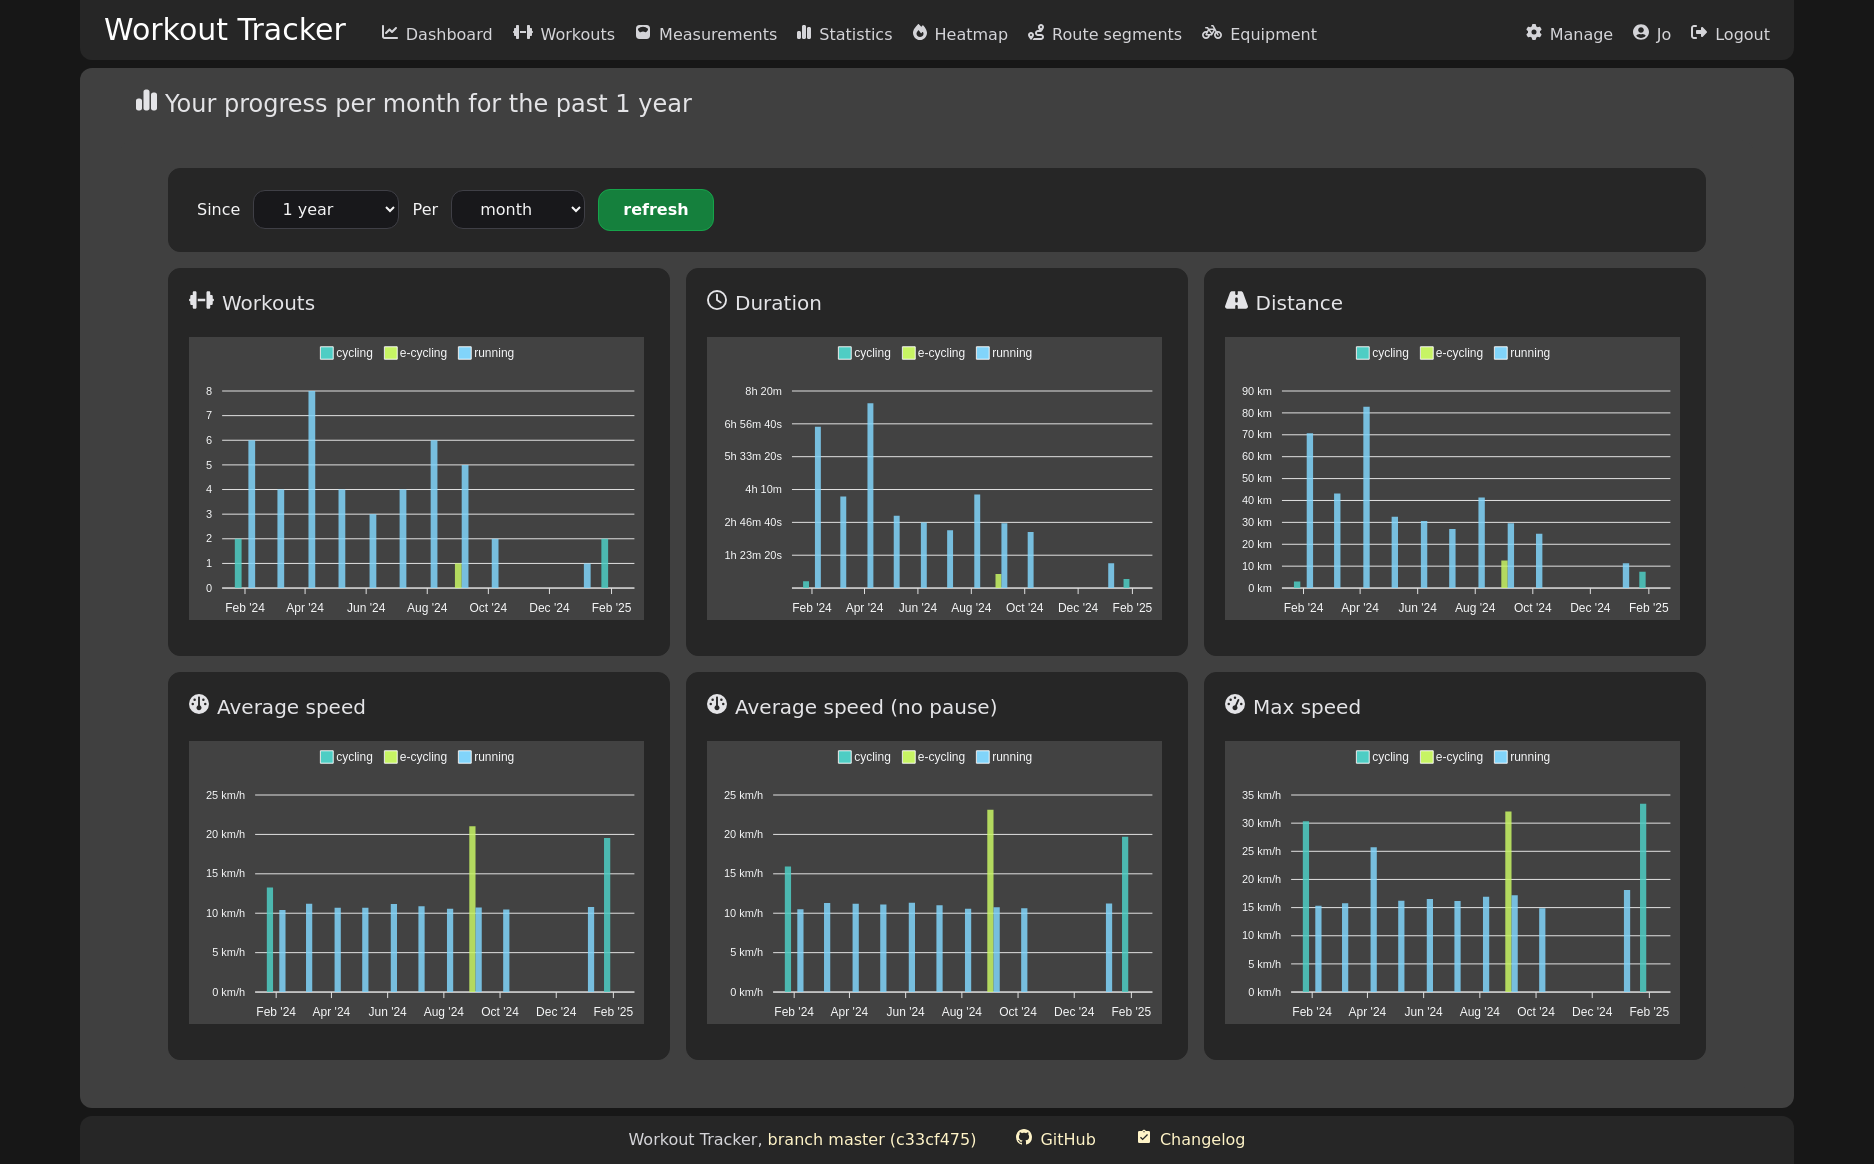 Workout Tracker Dashboard Workouts Measurements Statistics Heatmap Route segments Equipment Manage Jo Logout
Your progress per month for the past 1 year
Since 1 year Per month refresh
Workouts
cycling e-cycling running
8
7
6
5
4
3
2
1
0
Feb '24 Apr '24 Jun '24 Aug '24 Oct '24 Dec '24 Feb '25
Duration
cycling e-cycling running
8h 20m
6h 56m 40s
5h 33m 20s
4h 10m
2h 46m 40s
1h 23m 20s
Feb '24 Apr '24 Jun '24 Aug '24 Oct '24 Dec '24 Feb '25
Distance
cycling e-cycling running
90 km
80 km
70 km
60 km
50 km
40 km
30 km
20 km
10 km
0 km
Feb '24 Apr '24 Jun '24 Aug '24 Oct '24 Dec '24 Feb '25
Average speed
cycling e-cycling running
25 km/h
20 km/h
15 km/h
10 km/h
5 km/h
0 km/h
Feb '24 Apr '24 Jun '24 Aug '24 Oct '24 Dec '24 Feb '25
Average speed (no pause)
cycling e-cycling running
25 km/h
20 km/h
15 km/h
10 km/h
5 km/h
0 km/h
Feb '24 Apr '24 Jun '24 Aug '24 Oct '24 Dec '24 Feb '25
Max speed
cycling e-cycling running
35 km/h
30 km/h
25 km/h
20 km/h
15 km/h
10 km/h
5 km/h
0 km/h
Feb '24 Apr '24 Jun '24 Aug '24 Oct '24 Dec '24 Feb '25
Workout Tracker, branch master (c33cf475) GitHub Changelog